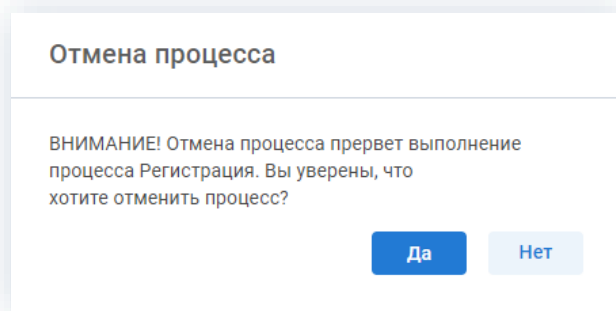 Отмена процесса
ВНИМАНИЕ! Отмена процесса прервет выполнение
процесса Регистрация. Вы уверены, что
хотите отменить процесс?
Да
Нет